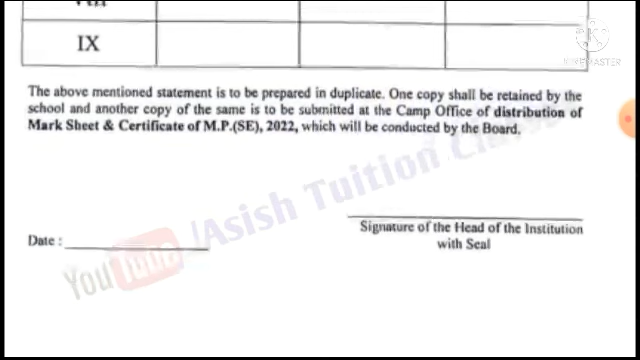 VIII
IX
The above mentioned statement is to be prepared in duplicate. One copy shall be retained by the
school and another copy of the same is to be submitted at the Camp Office of distribution of
Mark Sheet & Certificate of M.P.(SE), 2022, which will be conducted by the Board.
Date :
Signature of the Head of the Institution
with Seal
YouTube/Asish Tuition Class
KINEMASTER